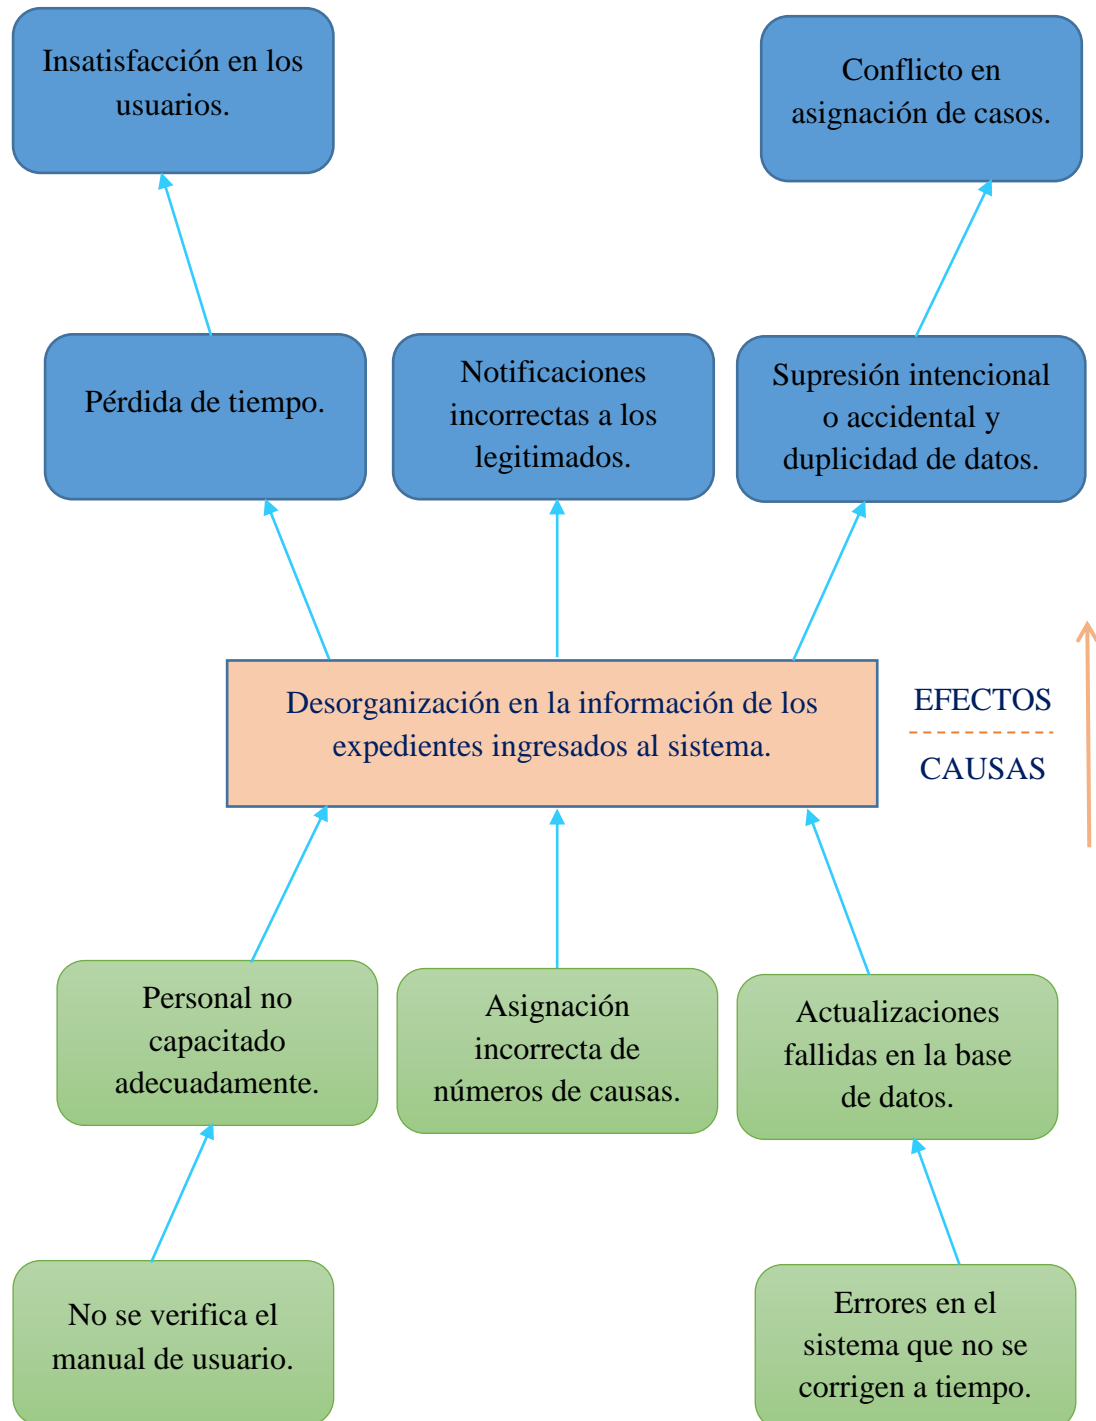 Insatisfacción en los
usuarios.
Conflicto en
asignación de casos.
Pérdida de tiempo.
Notificaciones
incorrectas a los
legitimados.
Supresión intencional
o accidental y
duplicidad de datos.
Desorganización en la información de los
expedientes ingresados al sistema.
EFECTOS
CAUSAS
Personal no
capacitado
adecuadamente.
Asignación
incorrecta de
números de causas.
Actualizaciones
fallidas en la base
de datos.
No se verifica el
manual de usuario.
Errores en el
sistema que no se
corrigen a tiempo.